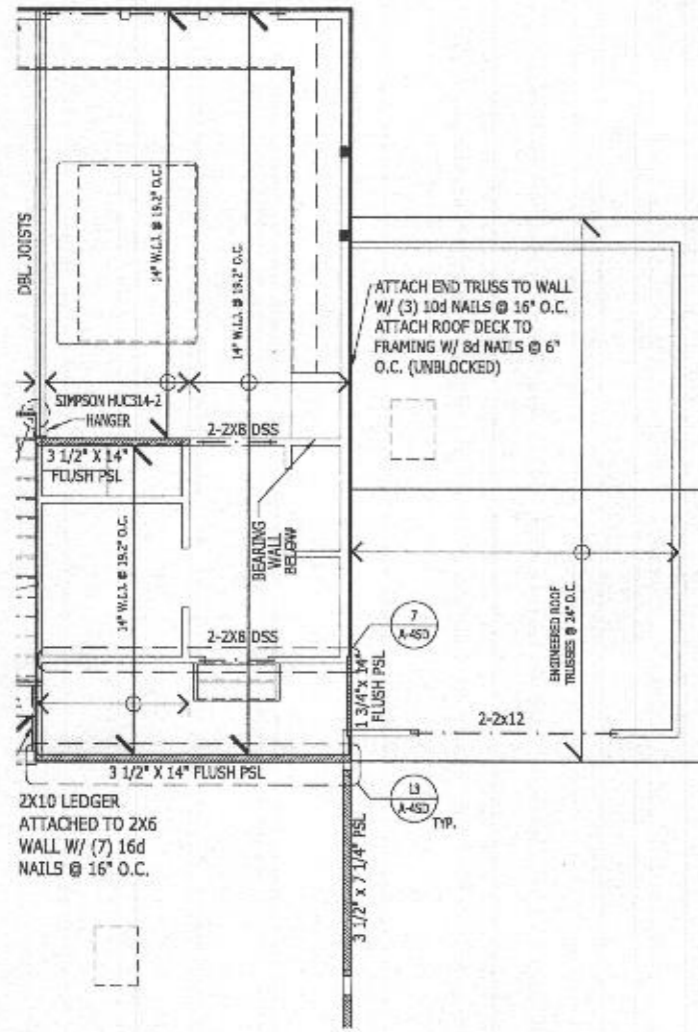 DBL JOISTS
14" W.I.J. @ 19.2" O.C.
14" W.I.J. @ 19.2" O.C.
ATTACH END TRUSS TO WALL
W/ (3) 10d NAILS @ 16" O.C.
ATTACH ROOF DECK TO
FRAMING W/ 8d NAILS @ 6"
O.C. (UNBLOCKED)
SIMPSON HUC314-2
HANGER
2-2X8 DSS
3 1/2" X 14"
FLUSH PSL
BEARING
WALL
BELOW
14" W.I.J. @ 19.2" O.C.
2-2X8 DSS
7
A-4SD
1 3/4" X 14"
FLUSH PSL
ENGINEERED ROOF
TRUSSES @ 24" O.C.
2-2x12
3 1/2" X 14" FLUSH PSL
13
A-4SD
TYP.
2X10 LEDGER
ATTACHED TO 2X6
WALL W/ (7) 16d
NAILS @ 16" O.C.
3 1/2" x 7 1/4" PSL